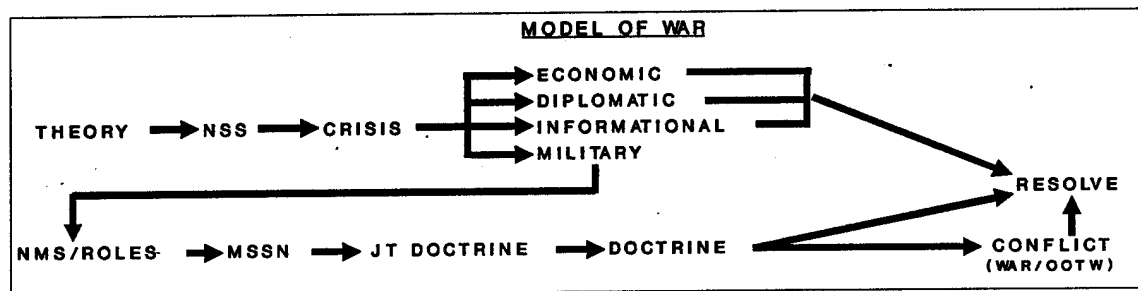 MODEL OF WAR
ECONOMIC
DIPLOMATIC
THEORY NSS CRISIS INFORMATIONAL
MILITARY
RESOLVE
NMS/ROLES MSSN JT DOCTRINE DOCTRINE CONFLICT
(WAR/OOTW)